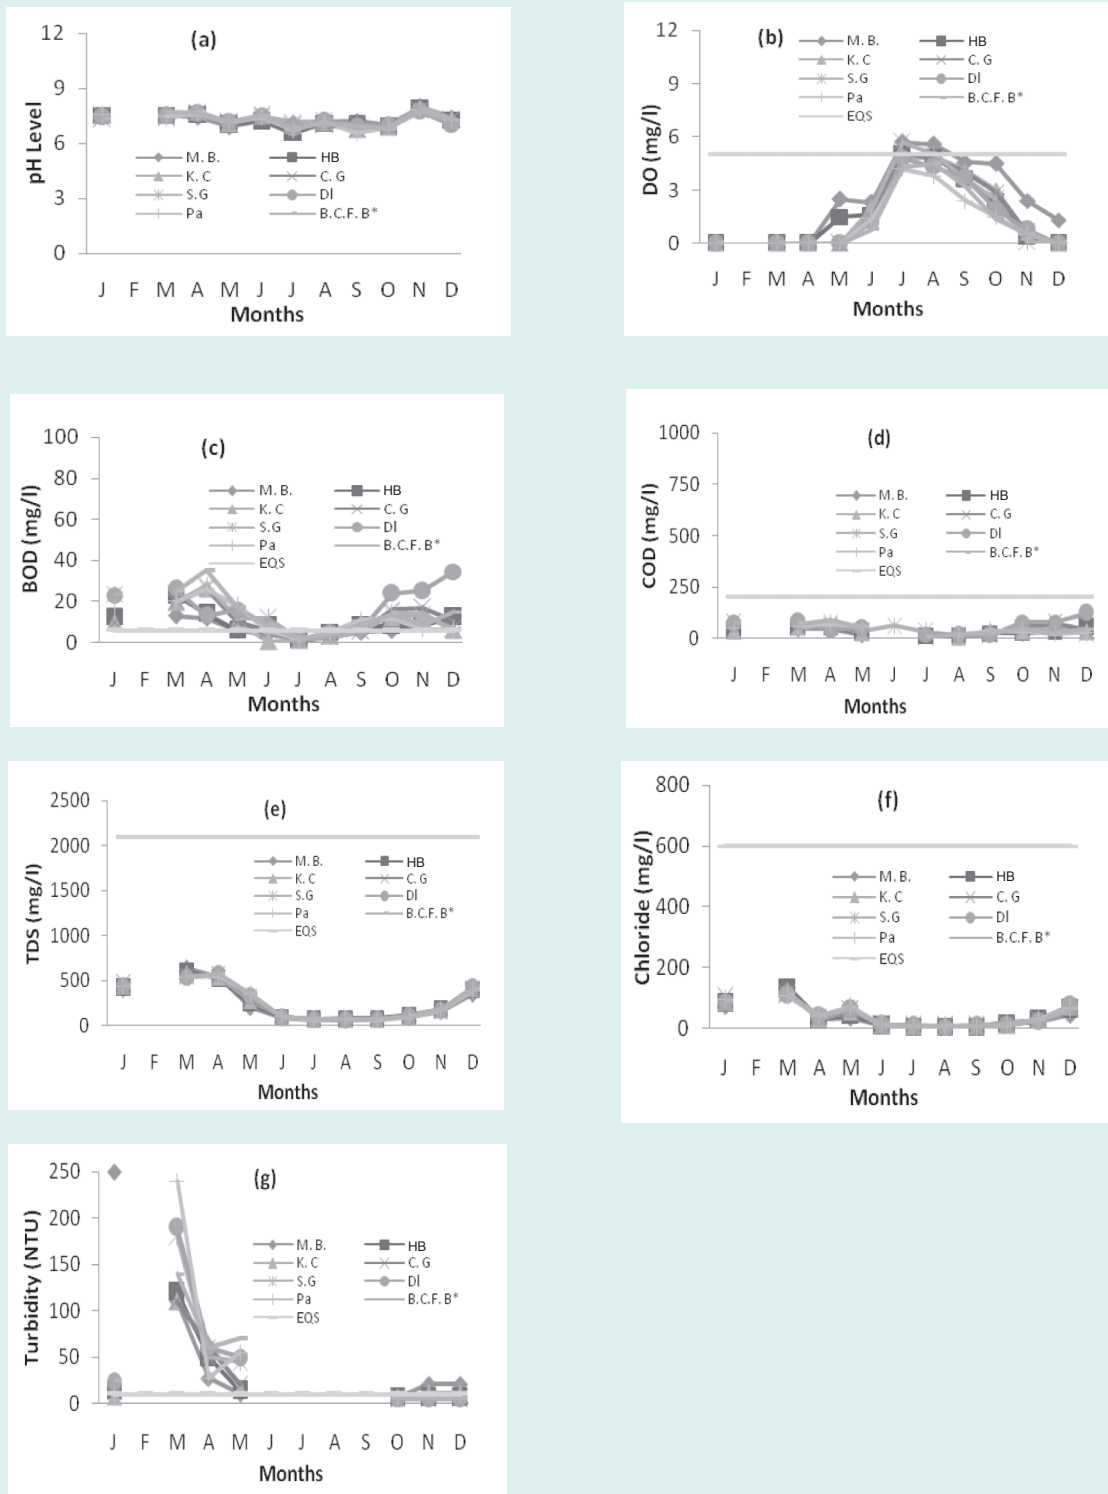 (a)
pH Level
12
9
6
3
0
M. B. HB
K. C C. G
S.G Dl
Pa B.C.F. B*
J F M A M J J A S O N D
Months
(b)
DO (mg/l)
12
9
6
3
0
M. B. HB
K. C C. G
S.G Dl
Pa B.C.F. B*
EQS
J F M A M J J A S O N D
Months
(c)
BOD (mg/l)
100
80
60
40
20
0
M. B. HB
K. C C. G
S.G Dl
Pa B.C.F. B*
EQS
J F M A M J J A S O N D
Months
(d)
COD (mg/l)
1000
750
500
250
0
M. B. HB
K. C C. G
S.G Dl
Pa B.C.F. B*
EQS
J F M A M J J A S O N D
Months
(e)
TDS (mg/l)
2500
2000
1500
1000
500
0
M. B. HB
K. C C. G
S.G Dl
Pa B.C.F. B*
EQS
J F M A M J J A S O N D
Months
(f)
Chloride (mg/l)
800
600
400
200
0
M. B. HB
K. C C. G
S.G Dl
Pa B.C.F. B*
EQS
J F M A M J J A S O N D
Months
(g)
Turbidity (NTU)
250
200
150
100
50
0
M. B. HB
K. C C. G
S.G Dl
Pa B.C.F. B*
EQS
J F M A M J J A S O N D
Months